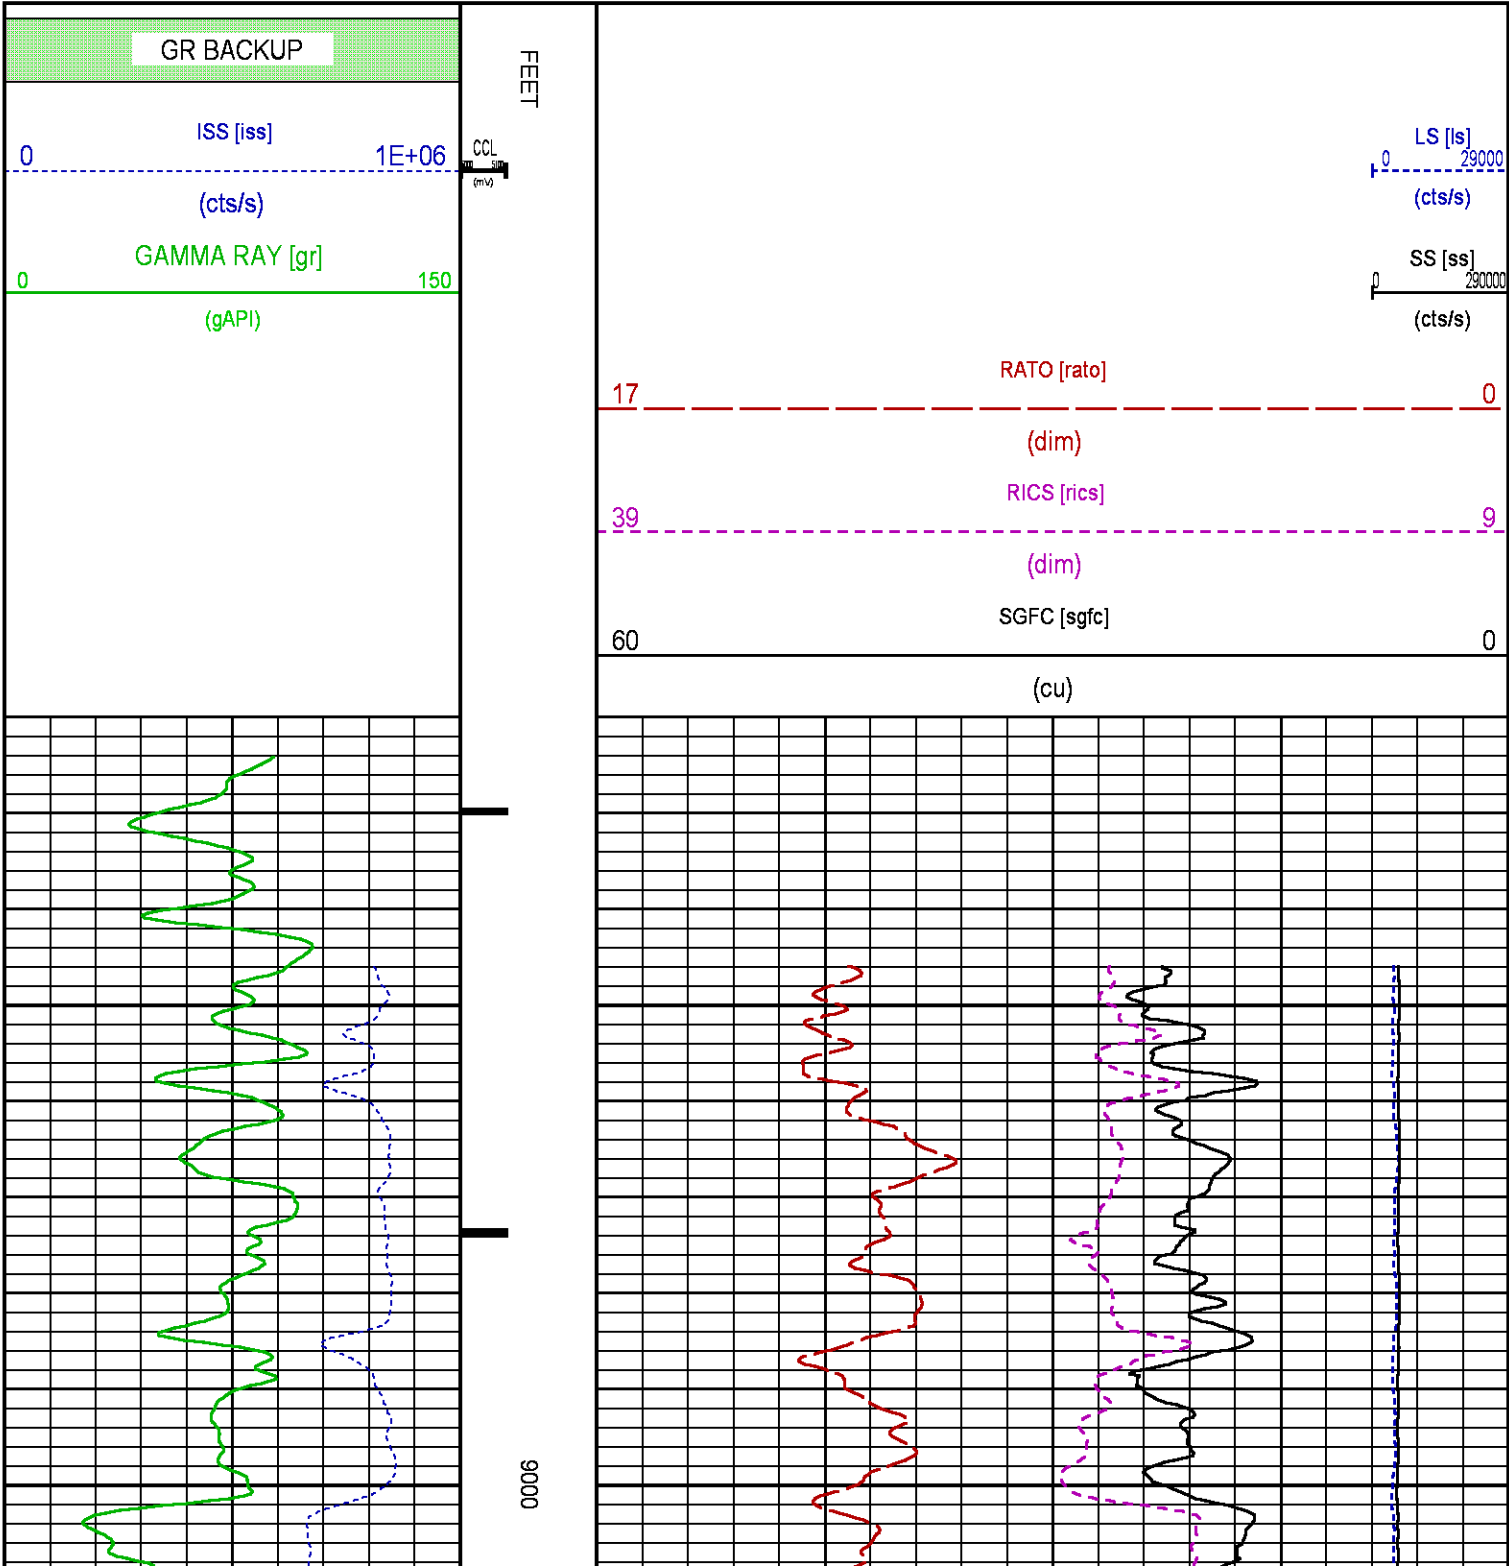 GR BACKUP
ISS [iss]
0 1E+06
(cts/s)
GAMMA RAY [gr]
0 150
(gAPI)
FEET
CCL
(mV)
LS [ls]
0 29000
(cts/s)
SS [ss]
0 290000
(cts/s)
RATO [rato]
17 0
(dim)
RICS [rics]
39 9
(dim)
SGFC [sgfc]
60 0
(cu)
9000